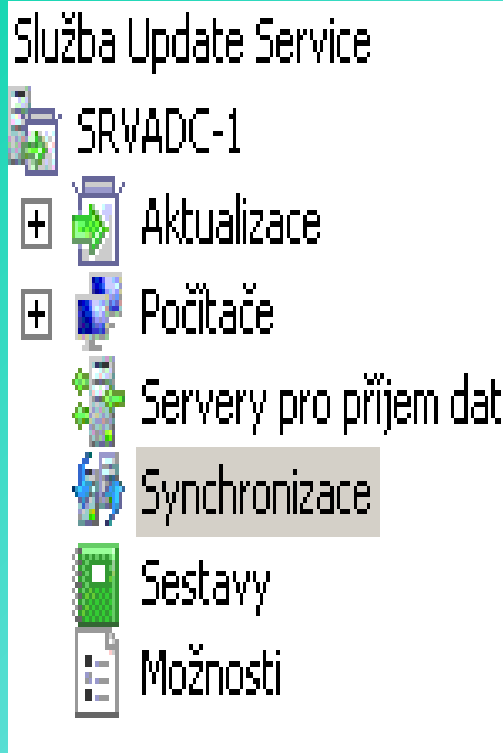 Služba Update Service
SRVADC-1
Aktualizace
Počítače
Servery pro příjem dat
Synchronizace
Sestavy
Možnosti